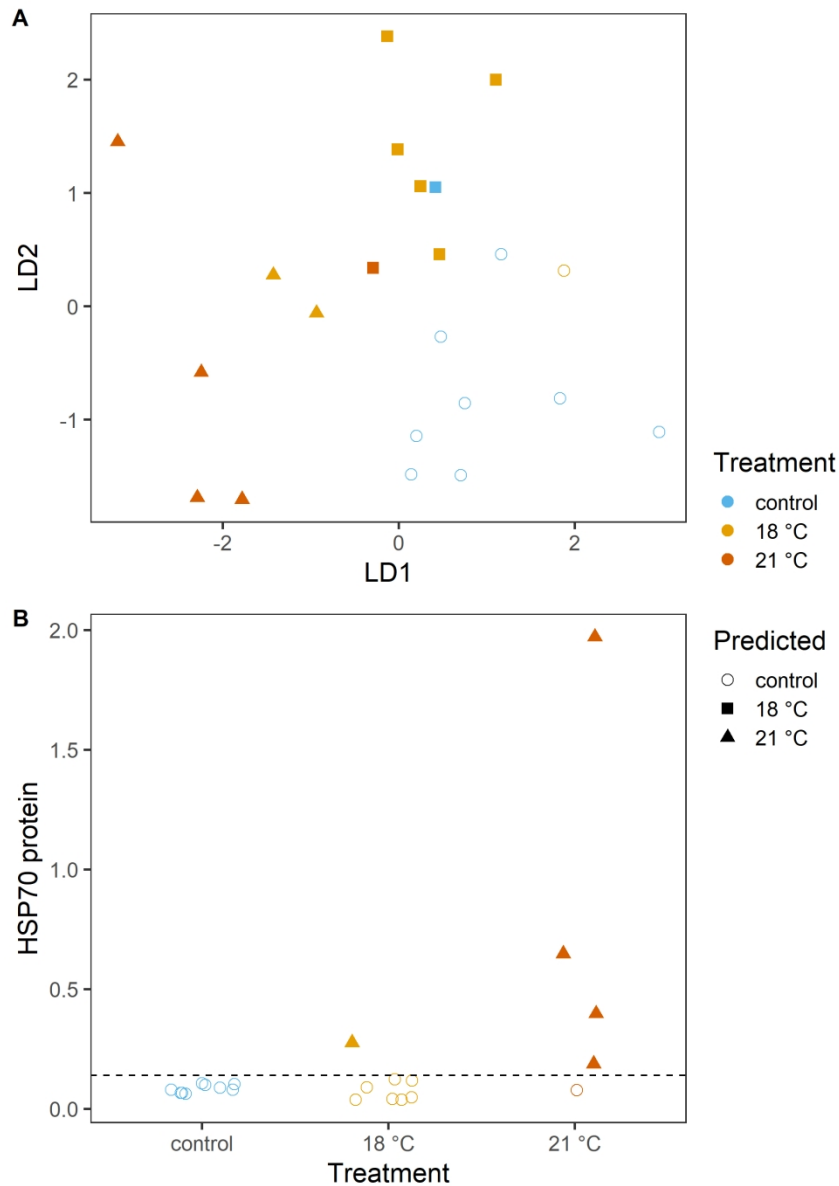 A
2
1
0
-1
LD2
-2
0
2
LD1
Treatment
control
18 °C
21 °C
B
2.0
1.5
1.0
0.5
0.0
HSP70 protein
control
18 °C
21 °C
Treatment
Predicted
control
18 °C
21 °C